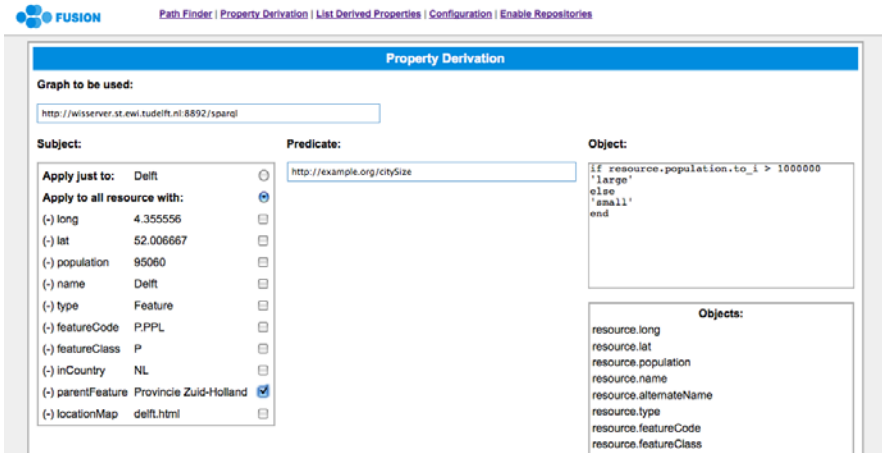 FUSION
Path Finder | Property Derivation | List Derived Properties | Configuration | Enable Repositories
Property Derivation
Graph to be used:
http://wisserver.st.ewi.tudelft.nl:8892/sparql
Subject:
Apply just to: Delft
Apply to all resource with:
(-) long 4.355556
(-) lat 52.006667
(-) population 95060
(-) name Delft
(-) type Feature
(-) featureCode P.PPL
(-) featureClass P
(-) inCountry NL
(-) parentFeature Provincie Zuid-Holland
(-) locationMap delft.html
Predicate:
http://example.org/citySize
Object:
if resource.population.to_i > 1000000
'large'
else
'small'
end
Objects:
resource.long
resource.lat
resource.population
resource.name
resource.alternateName
resource.type
resource.featureCode
resource.featureClass